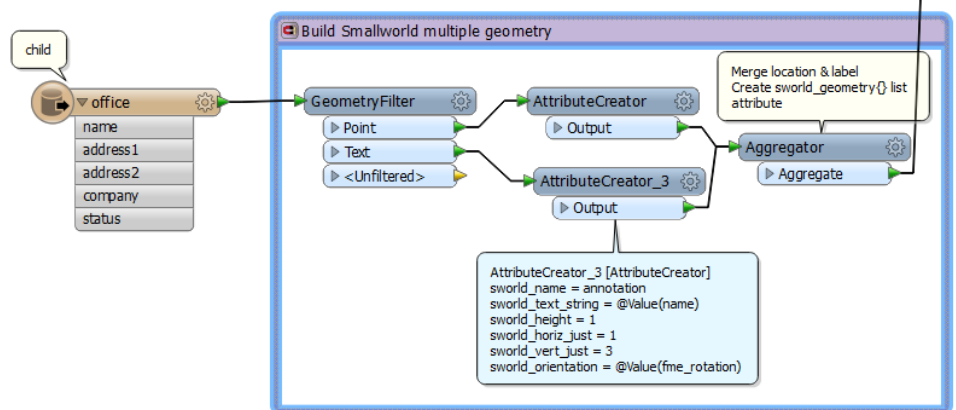 Build Smallworld multiple geometry
child
office
name
address1
address2
company
status
GeometryFilter
Point
Text
<Unfiltered>
AttributeCreator
Output
AttributeCreator_3
Output
Merge location & label
Create sworld_geometry{} list
attribute
Aggregator
Aggregate
AttributeCreator_3 [AttributeCreator]
sworld_name = annotation
sworld_text_string = @Value(name)
sworld_height = 1
sworld_horiz_just = 1
sworld_vert_just = 3
sworld_orientation = @Value(fme_rotation)